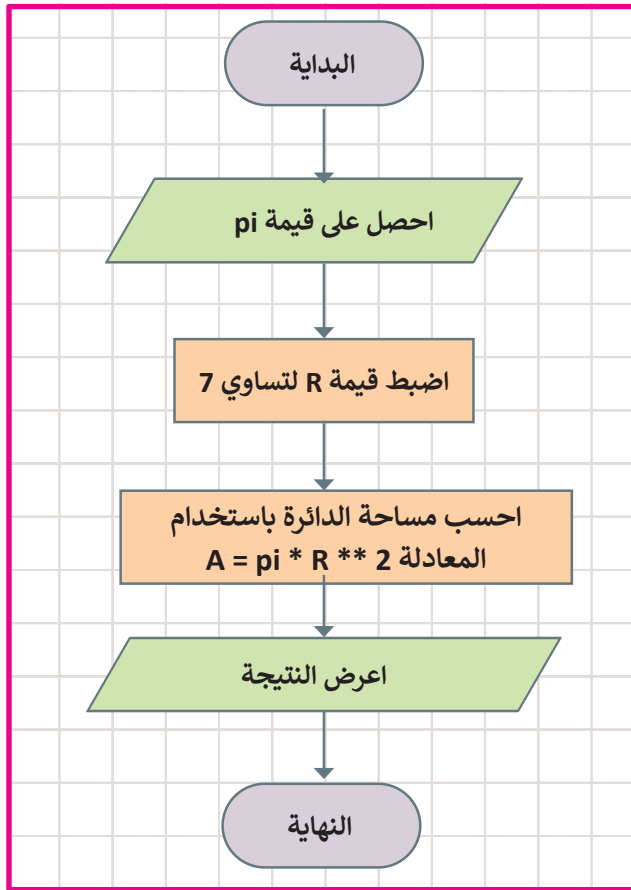 البداية
احصل على قيمة pi
اضبط قيمة R لتساوي 7
احسب مساحة الدائرة باستخدام
المعادلة A = pi * R ** 2
اعرض النتيجة
النهاية